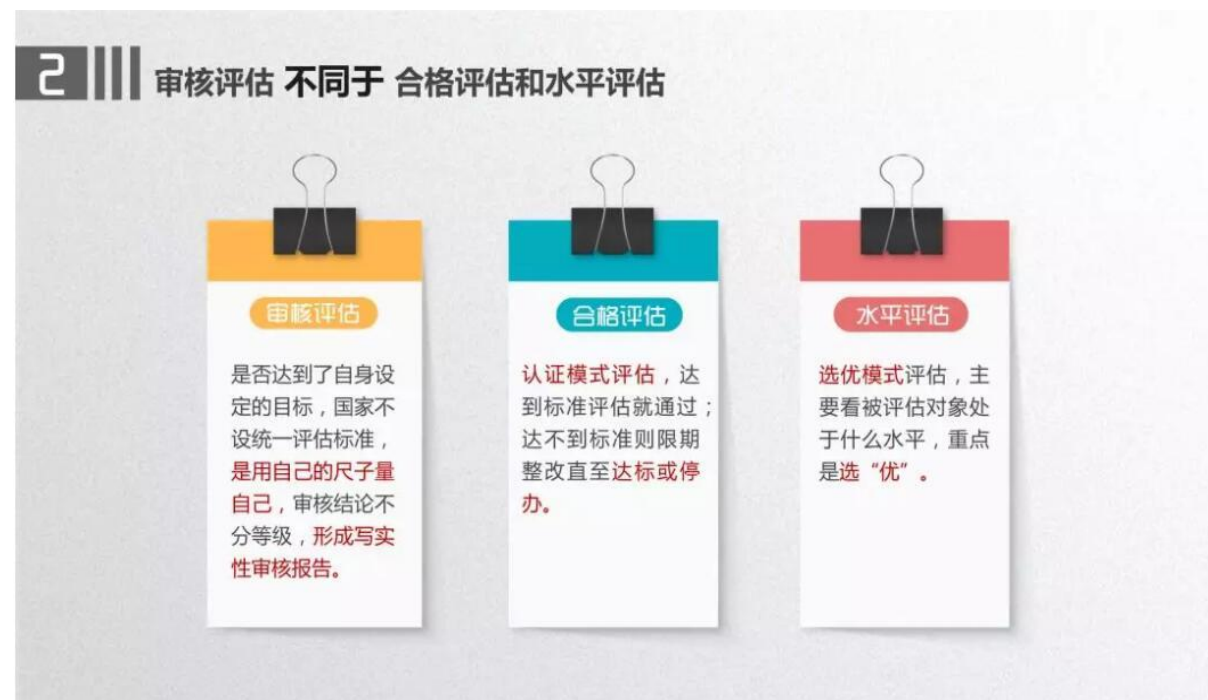 2 审核评估 不同于 合格评估和水平评估
审核评估
是否达到了自身设
定的目标，国家不
设统一评估标准，
是用自己的尺子量
自己，审核结论不
分等级，形成写实
性审核报告。
合格评估
认证模式评估，达
到标准评估就通过；
达不到标准则限期
整改直至达标或停
办。
水平评估
选优模式评估，主
要看被评估对象处
于什么水平，重点
是选“优”。